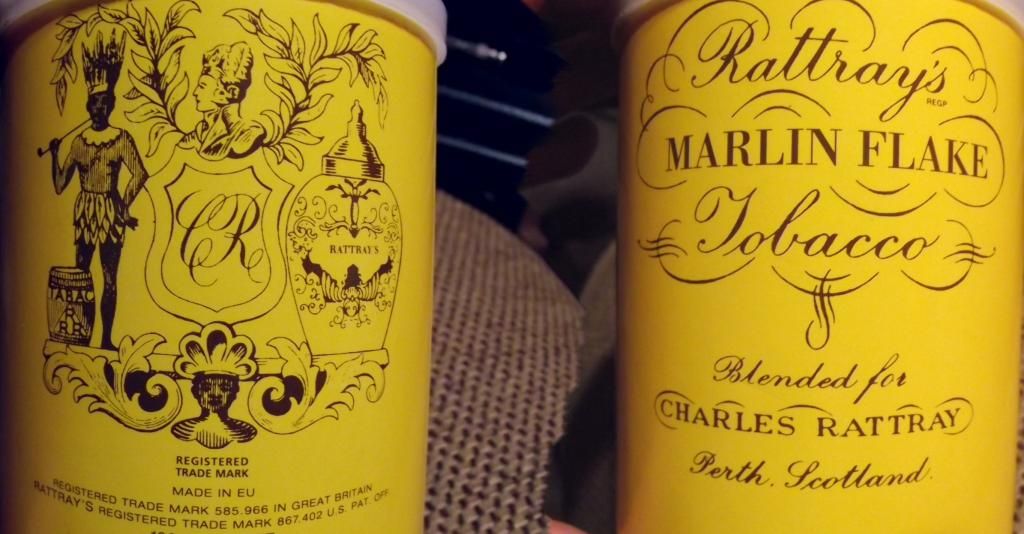 CR
RATTRAY'S
TABAC
R
REGISTERED
TRADE MARK
MADE IN EU
REGISTERED TRADE MARK 585.966 IN GREAT BRITAIN
RATTRAY'S REGISTERED TRADE MARK 867.402 U.S. PAT. OFF.
Rattray's
REGP
MARLIN FLAKE
Tobacco
Blended for
CHARLES RATTRAY
Perth, Scotland.